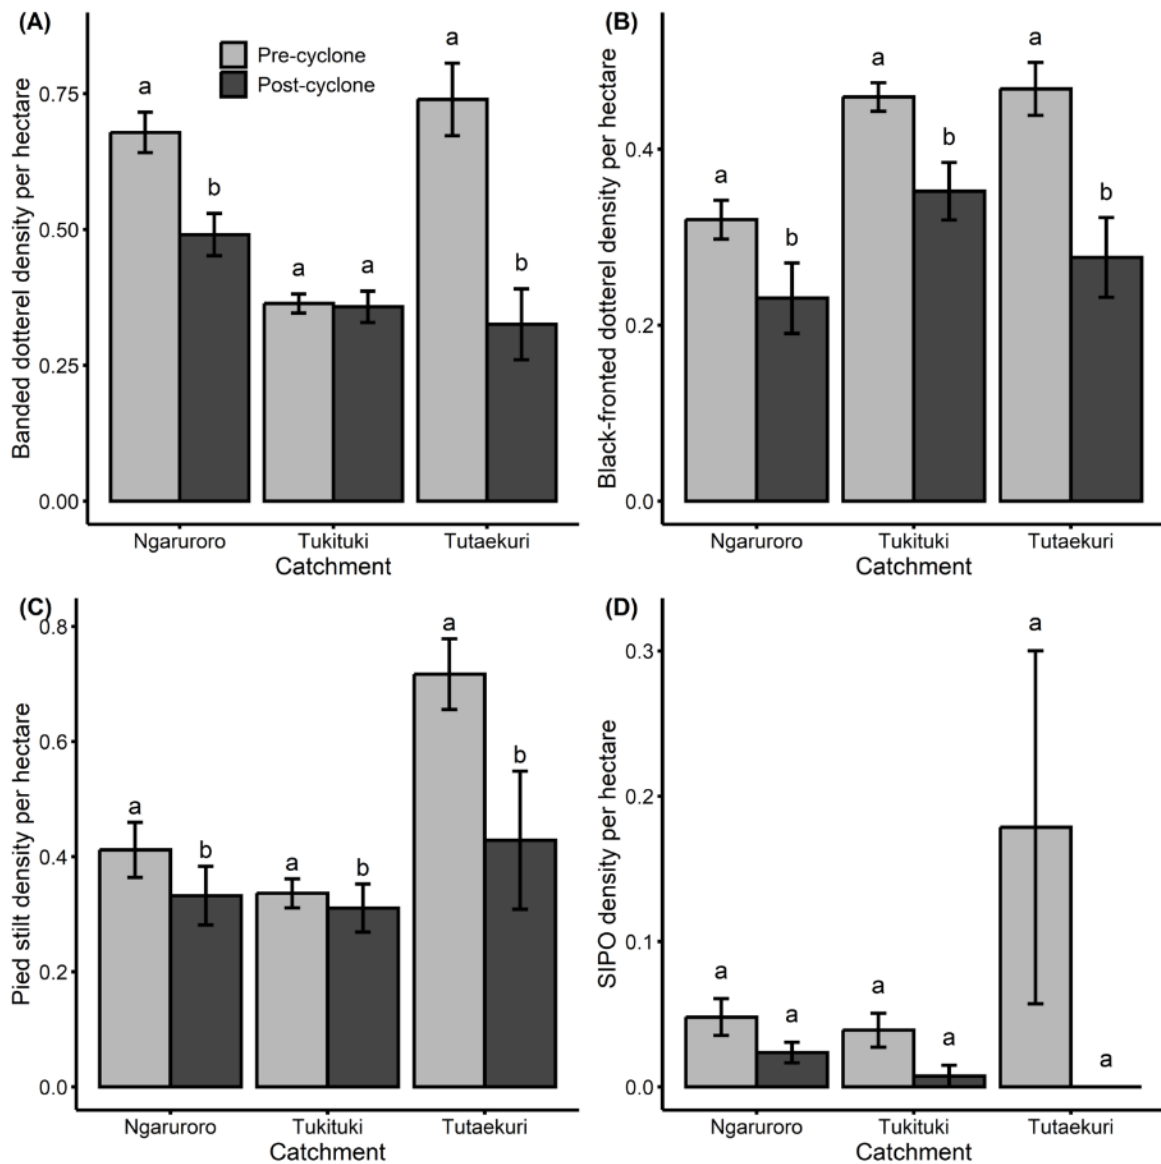 (A)
Banded dotterel density per hectare
0.75
0.50
0.25
0.00
Pre-cyclone
Post-cyclone
a b a a a b
Ngaruroro Tukituki Tutaekuri
Catchment
(B)
Black-fronted dotterel density per hectare
0.4
0.2
0.0
a b a b a b
Ngaruroro Tukituki Tutaekuri
Catchment
(C)
Pied stilt density per hectare
0.8
0.6
0.4
0.2
0.0
a b a b a b
Ngaruroro Tukituki Tutaekuri
Catchment
(D)
SIPO density per hectare
0.3
0.2
0.1
0.0
a a a a a a
Ngaruroro Tukituki Tutaekuri
Catchment